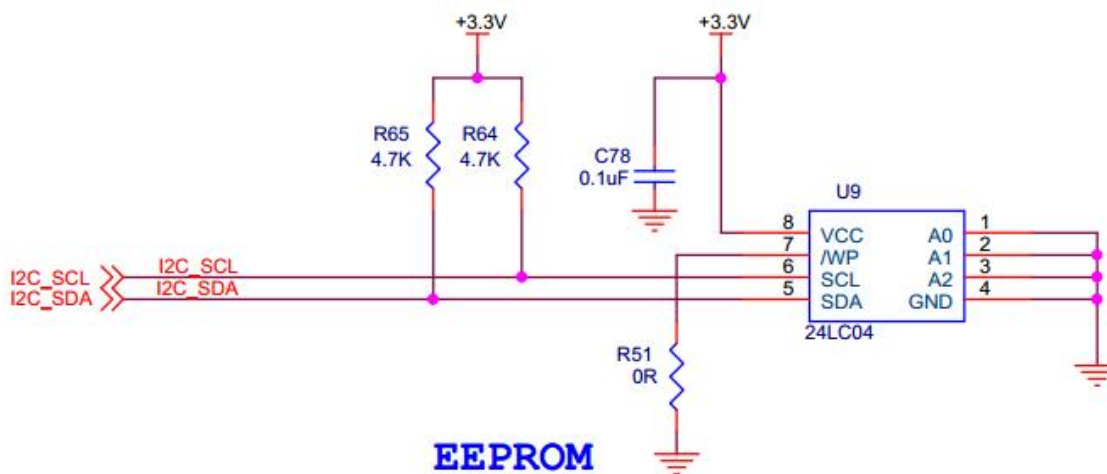 +3.3V
+3.3V
R65
4.7K
R64
4.7K
C78
0.1uF
U9
8
VCC
A0
1
7
/WP
A1
2
I2C_SCL
I2C_SCL
6
SCL
A2
3
I2C_SDA
I2C_SDA
5
SDA
GND
4
24LC04
R51
0R
EEPROM